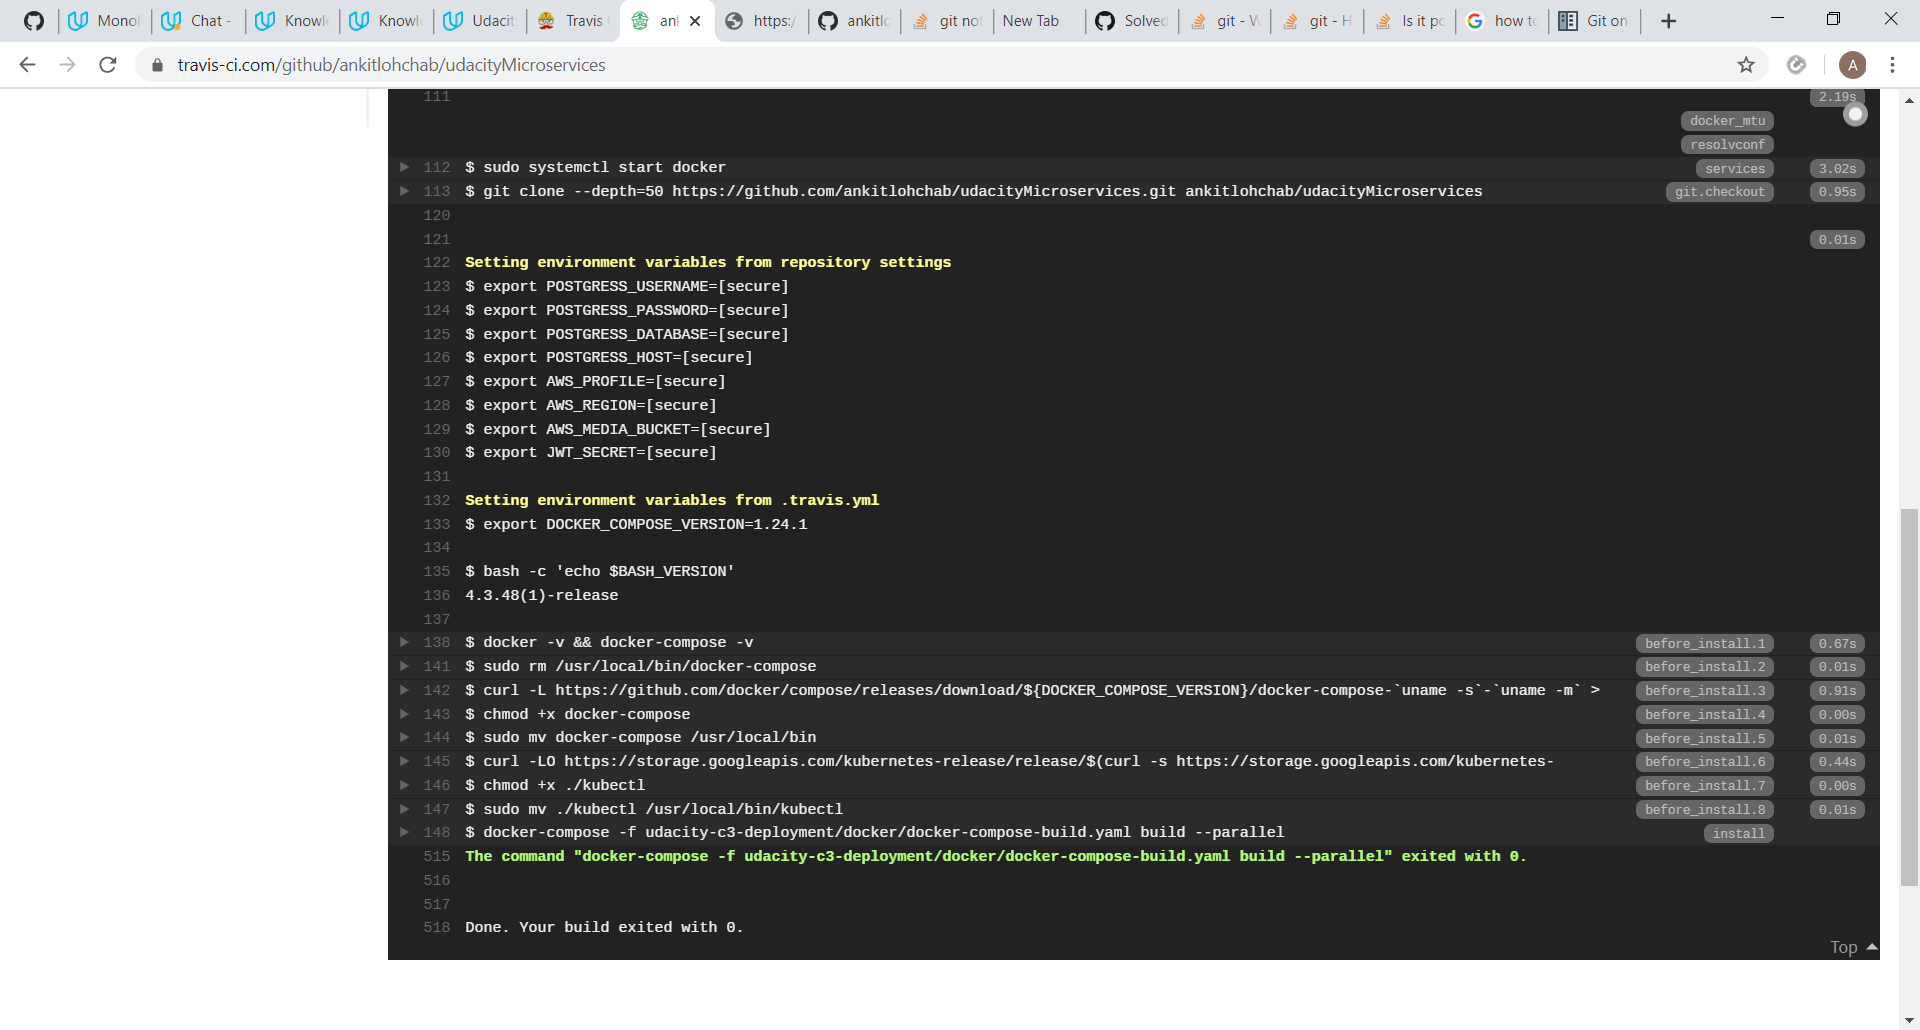 Mono
Chat -
Knowl
Knowl
Udacit
Travis
ank
https:/
ankitlo
git not
New Tab
Solved
git - W
git - H
Is it po
how to
Git on
travis-ci.com/github/ankitlohchab/udacityMicroservices
A
111 2.19s
docker_mtu
resolvconf
112 $ sudo systemctl start docker services 3.02s
113 $ git clone --depth=50 https://github.com/ankitlohchab/udacityMicroservices.git ankitlohchab/udacityMicroservices git.checkout 0.95s
120
121 0.01s
122 Setting environment variables from repository settings
123 $ export POSTGRESS_USERNAME=[secure]
124 $ export POSTGRESS_PASSWORD=[secure]
125 $ export POSTGRESS_DATABASE=[secure]
126 $ export POSTGRESS_HOST=[secure]
127 $ export AWS_PROFILE=[secure]
128 $ export AWS_REGION=[secure]
129 $ export AWS_MEDIA_BUCKET=[secure]
130 $ export JWT_SECRET=[secure]
131
132 Setting environment variables from .travis.yml
133 $ export DOCKER_COMPOSE_VERSION=1.24.1
134
135 $ bash -c 'echo $BASH_VERSION'
136 4.3.48(1)-release
137
138 $ docker -v && docker-compose -v before_install.1 0.67s
141 $ sudo rm /usr/local/bin/docker-compose before_install.2 0.01s
142 $ curl -L https://github.com/docker/compose/releases/download/${DOCKER_COMPOSE_VERSION}/docker-compose-`uname -s`-`uname -m` > before_install.3 0.91s
143 $ chmod +x docker-compose before_install.4 0.00s
144 $ sudo mv docker-compose /usr/local/bin before_install.5 0.01s
145 $ curl -LO https://storage.googleapis.com/kubernetes-release/release/$(curl -s https://storage.googleapis.com/kubernetes- before_install.6 0.44s
146 $ chmod +x ./kubectl before_install.7 0.00s
147 $ sudo mv ./kubectl /usr/local/bin/kubectl before_install.8 0.01s
148 $ docker-compose -f udacity-c3-deployment/docker/docker-compose-build.yaml build --parallel install
515 The command "docker-compose -f udacity-c3-deployment/docker/docker-compose-build.yaml build --parallel" exited with 0.
516
517
518 Done. Your build exited with 0.
Top